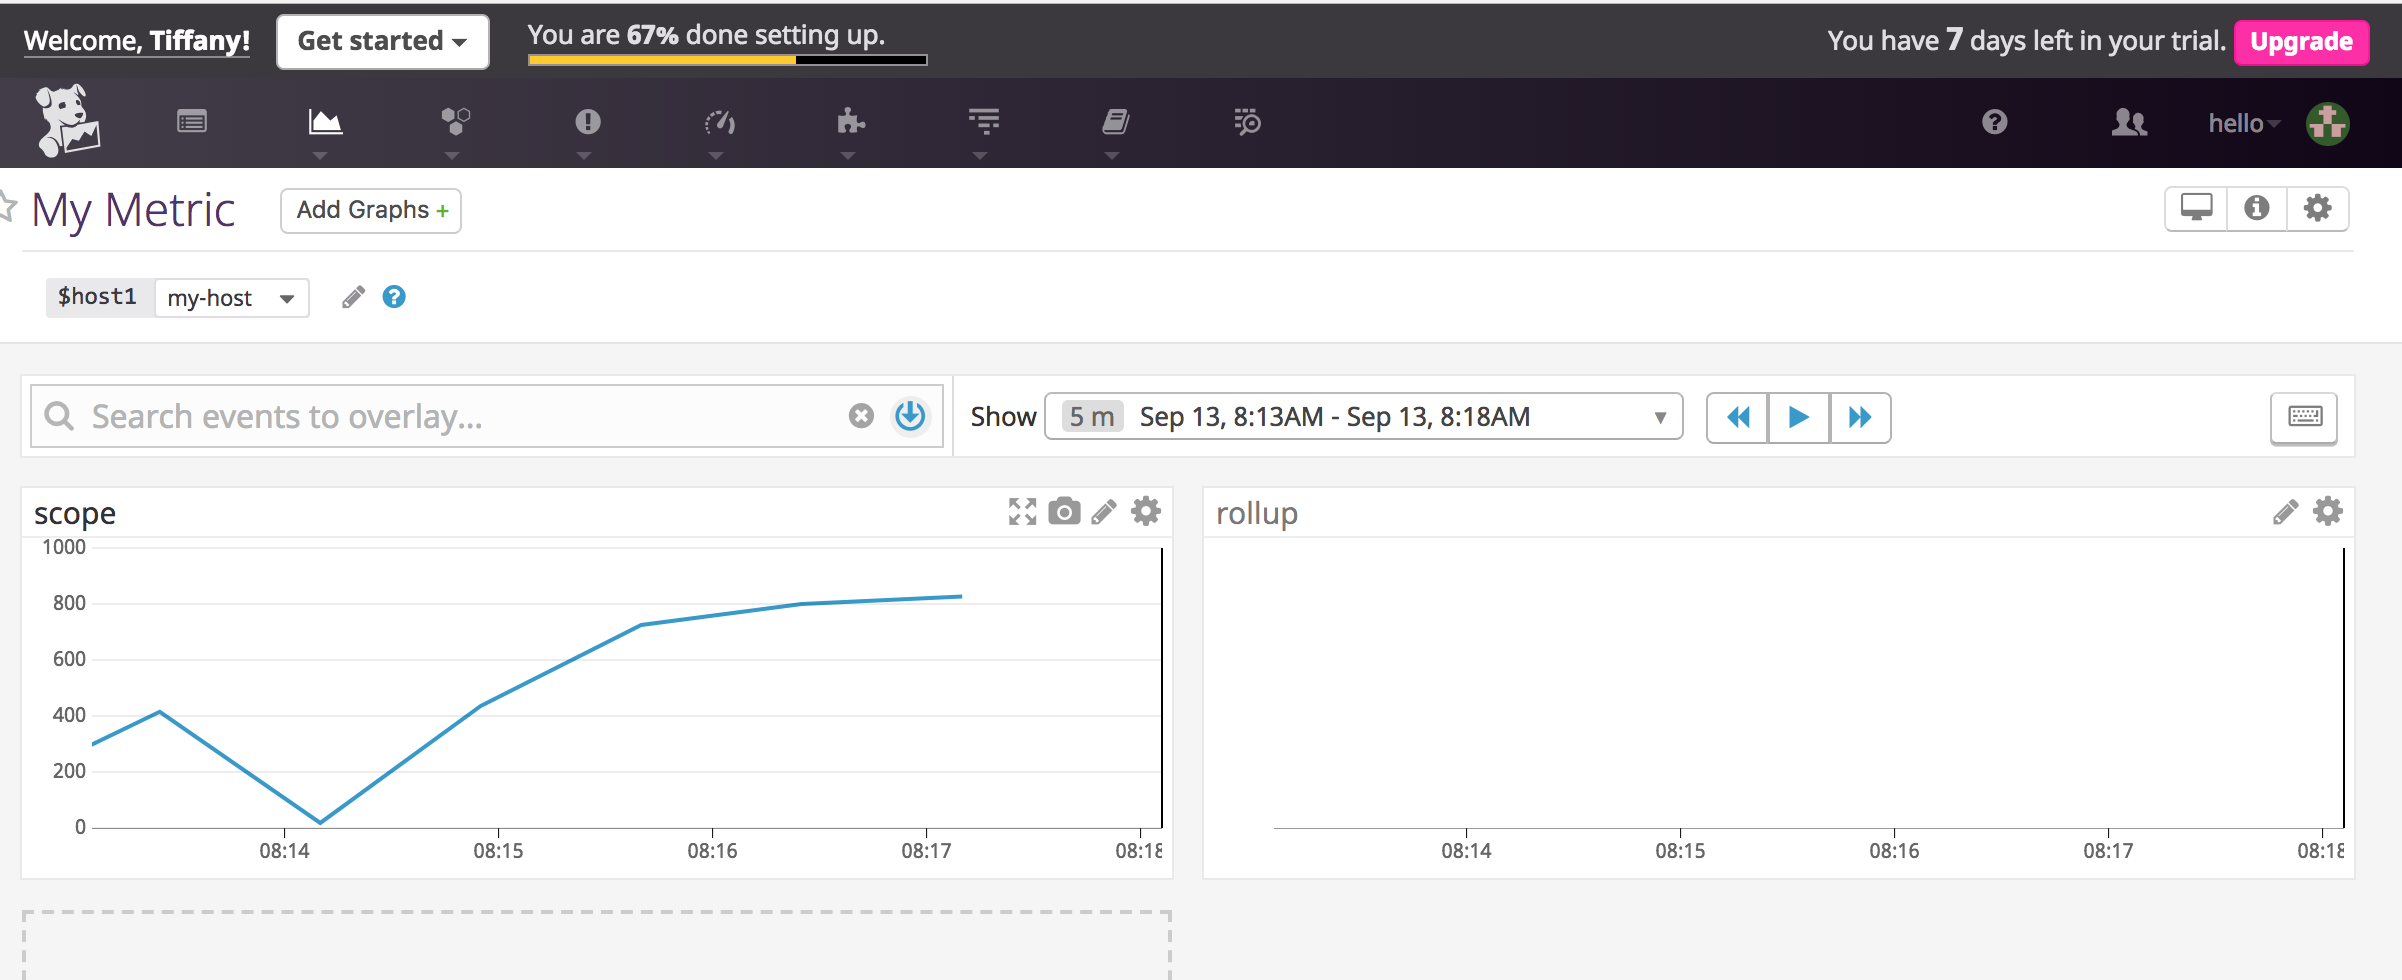 Welcome, Tiffany!
Get started
You are 67% done setting up.
You have 7 days left in your trial.
Upgrade
hello
My Metric
Add Graphs +
$host1
my-host
Search events to overlay...
Show
5 m
Sep 13, 8:13AM - Sep 13, 8:18AM
scope
1000
800
600
400
200
0
08:14
08:15
08:16
08:17
08:18
rollup
08:14
08:15
08:16
08:17
08:18